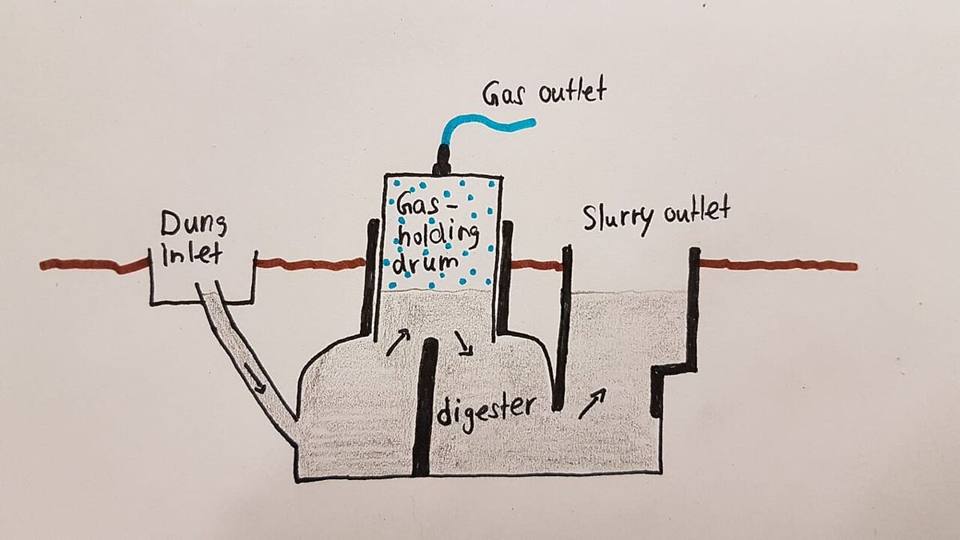 Gas outlet
Dung
Inlet
Gas-
holding
drum
Slurry outlet
digester